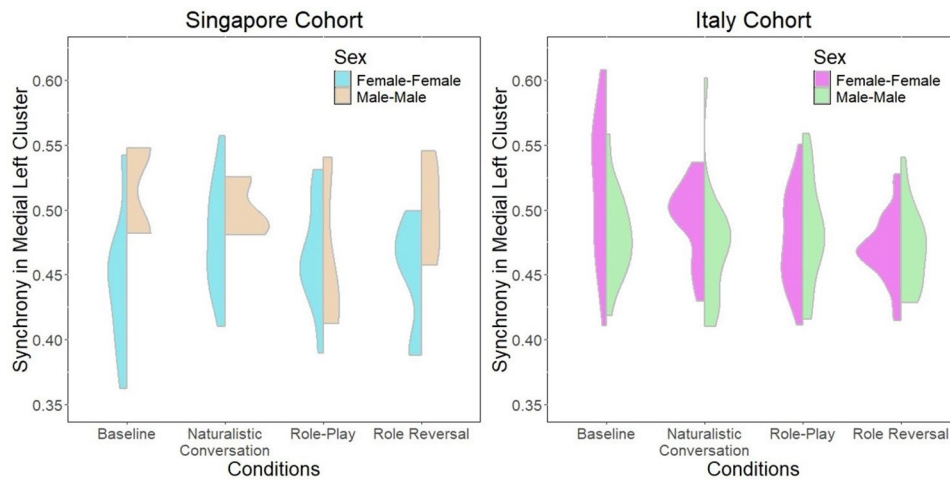 Singapore Cohort
Synchrony in Medial Left Cluster
0.60
0.55
0.50
0.45
0.40
0.35
Sex
Female-Female
Male-Male
Baseline
Naturalistic
Conversation
Role-Play
Role Reversal
Conditions
Italy Cohort
Synchrony in Medial Left Cluster
0.60
0.55
0.50
0.45
0.40
0.35
Sex
Female-Female
Male-Male
Baseline
Naturalistic
Conversation
Role-Play
Role Reversal
Conditions